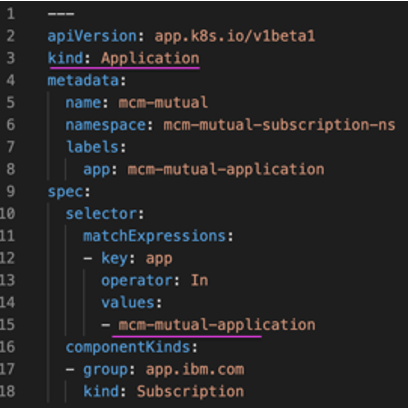 1 ---
2 apiVersion: app.k8s.io/v1beta1
3 kind: Application
4 metadata:
5   name: mcm-mutual
6   namespace: mcm-mutual-subscription-ns
7   labels:
8     app: mcm-mutual-application
9 spec:
10   selector:
11     matchExpressions:
12     - key: app
13       operator: In
14       values:
15       - mcm-mutual-application
16   componentKinds:
17   - group: app.ibm.com
18     kind: Subscription